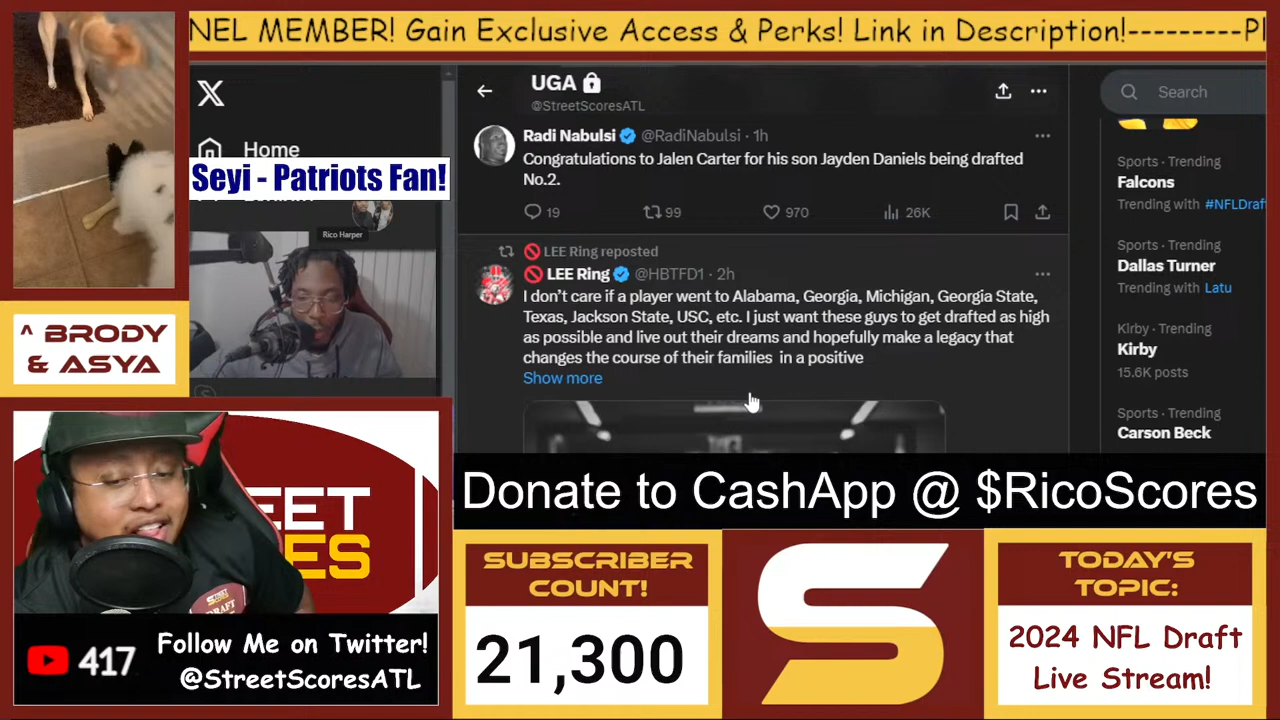 NEL MEMBER! Gain Exclusive Access & Perks! Link in Description!---------Pl
X
Home
Seyi - Patriots Fan!
Rico Harper
^ BRODY
& ASYA
UGA
@StreetScoresATL
Radi Nabulsi @RadiNabulsi · 1h
Congratulations to Jalen Carter for his son Jayden Daniels being drafted
No.2.
19 99 970 26K
LEE Ring reposted
LEE Ring @HBTFD1 · 2h
I don't care if a player went to Alabama, Georgia, Michigan, Georgia State,
Texas, Jackson State, USC, etc. I just want these guys to get drafted as high
as possible and live out their dreams and hopefully make a legacy that
changes the course of their families in a positive
Show more
Search
Sports · Trending
Falcons
Trending with #NFLDraf
Sports · Trending
Dallas Turner
Trending with Latu
Kirby · Trending
Kirby
15.6K posts
Sports · Trending
Carson Beck
Donate to CashApp @ $RicoScores
EET
ES
STREET
SCORES
DRAFT
417
Follow Me on Twitter!
@StreetScoresATL
SUBSCRIBER
COUNT!
21,300
S
TODAY'S
TOPIC:
2024 NFL Draft
Live Stream!